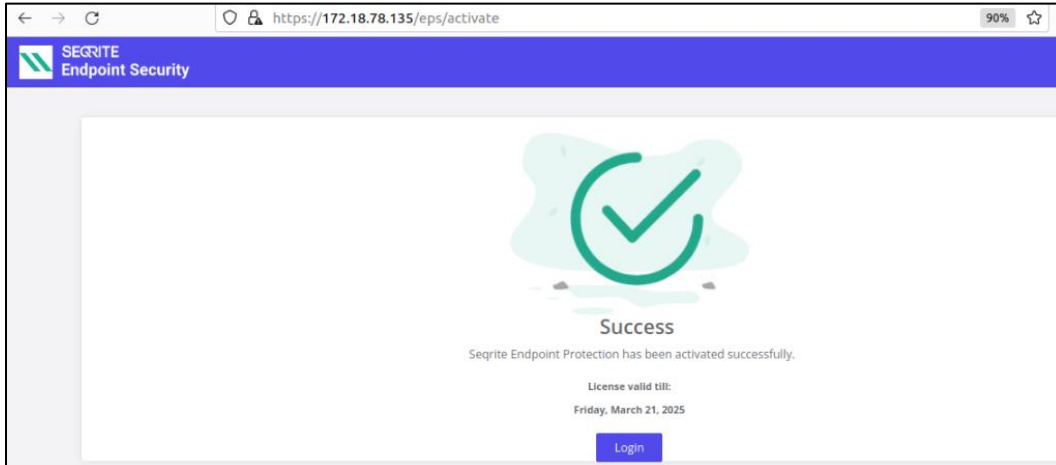 https://172.18.78.135/eps/activate 90%
SEQRITE
Endpoint Security
Success
Seqrite Endpoint Protection has been activated successfully.
License valid till:
Friday, March 21, 2025
Login